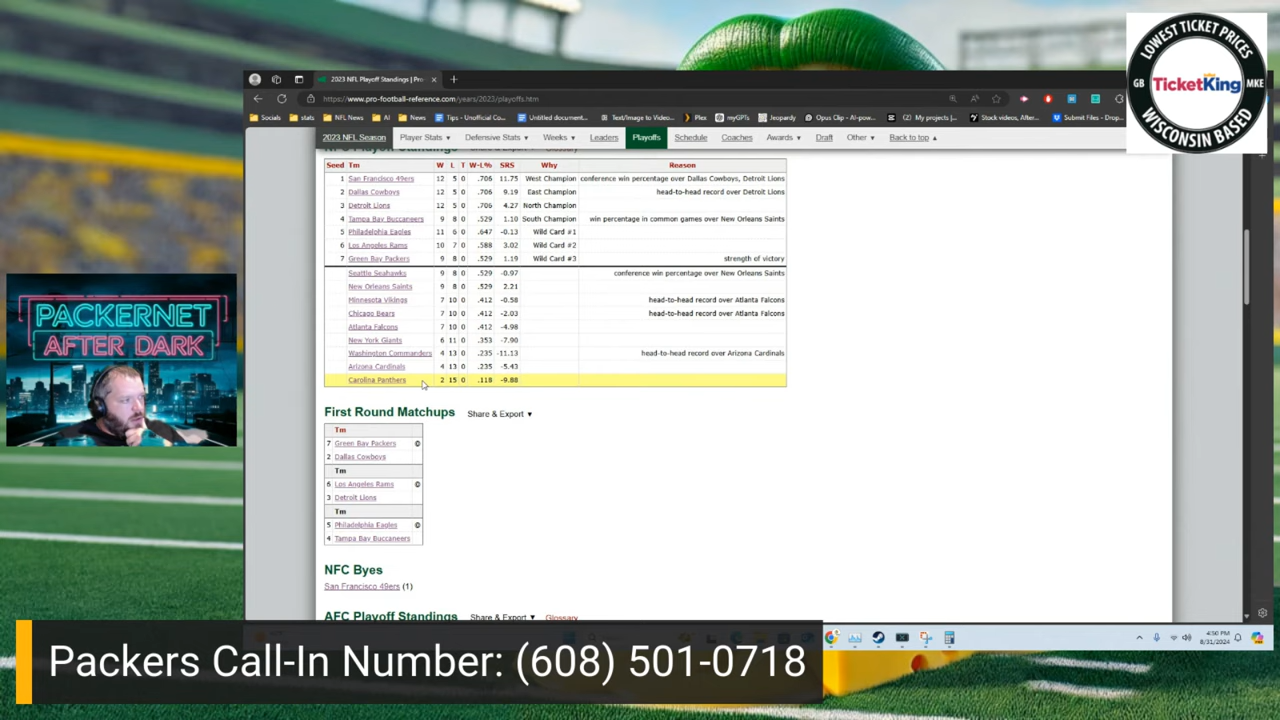 LOWEST TICKET PRICES
GB TicketKing MKE
WISCONSIN BASED
2023 NFL Playoff Standings | Pro-
https://www.pro-football-reference.com/years/2023/playoffs.htm
Socials stats NFL News AI News Tips - Unofficial Co... Untitled document... Text/Image to Video... Plex myGPTs Jeopardy Opus Clip - AI-pow... Stock videos, After... (2) My projects |... Submit Files - Drop...
2023 NFL Season Player Stats Defensive Stats Weeks Leaders Playoffs Schedule Coaches Awards Draft Other Back to top
NFC Playoff Standings Share & Export Glossary
Seed Tm W L T W-L% SRS Why Reason
1 San Francisco 49ers 12 5 0 .706 11.75 West Champion conference win percentage over Dallas Cowboys, Detroit Lions
2 Dallas Cowboys 12 5 0 .706 9.19 East Champion head-to-head record over Detroit Lions
3 Detroit Lions 12 5 0 .706 4.27 North Champion
4 Tampa Bay Buccaneers 9 8 0 .529 1.10 South Champion win percentage in common games over New Orleans Saints
5 Philadelphia Eagles 11 6 0 .647 -0.13 Wild Card #1
6 Los Angeles Rams 10 7 0 .588 3.02 Wild Card #2
7 Green Bay Packers 9 8 0 .529 1.19 Wild Card #3 strength of victory
Seattle Seahawks 9 8 0 .529 -0.97 conference win percentage over New Orleans Saints
New Orleans Saints 9 8 0 .529 2.21
Minnesota Vikings 7 10 0 .412 -0.58 head-to-head record over Atlanta Falcons
Chicago Bears 7 10 0 .412 -2.03 head-to-head record over Atlanta Falcons
Atlanta Falcons 7 10 0 .412 -4.98
New York Giants 6 11 0 .353 -7.90
Washington Commanders 4 13 0 .235 -11.13 head-to-head record over Arizona Cardinals
Arizona Cardinals 4 13 0 .235 -5.43
Carolina Panthers 2 15 0 .118 -9.88
First Round Matchups Share & Export
Tm
7 Green Bay Packers @
2 Dallas Cowboys
Tm
6 Los Angeles Rams @
3 Detroit Lions
Tm
5 Philadelphia Eagles @
4 Tampa Bay Buccaneers
NFC Byes
San Francisco 49ers (1)
AFC Playoff Standings Share & Export Glossary
PACKERNET
AFTER DARK
4:50 PM
8/31/2024
Packers Call-In Number: (608) 501-0718